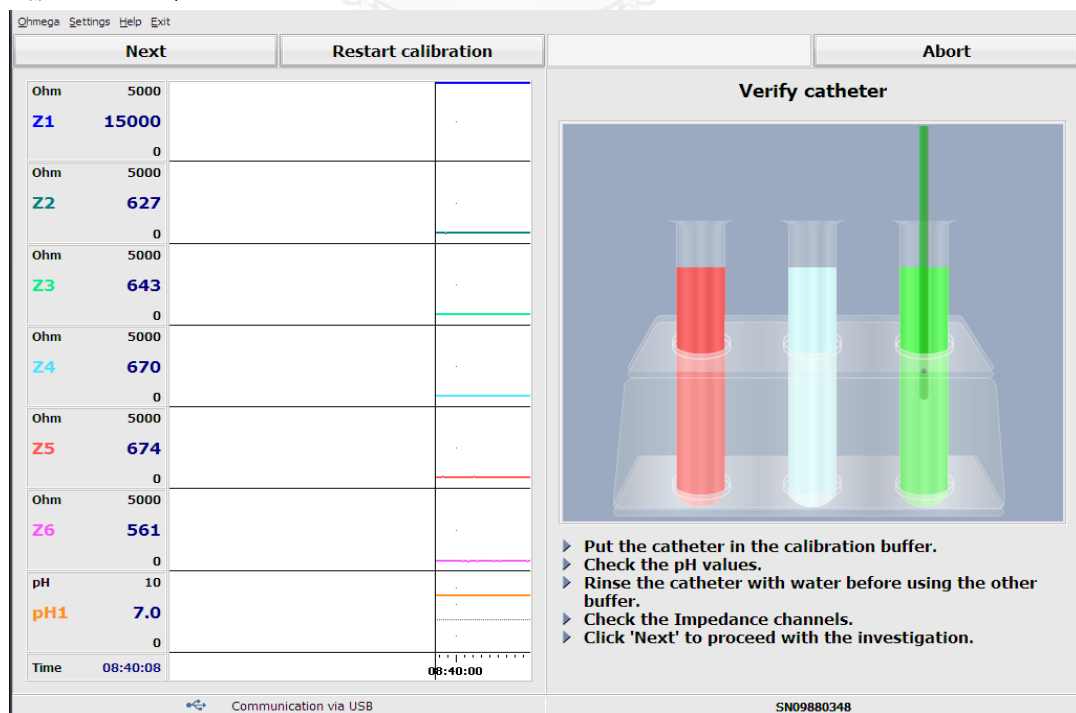 Ohmega Settings Help Exit
Next Restart calibration Abort
Verify catheter
Ohm 5000
Z1 15000
0
Ohm 5000
Z2 627
0
Ohm 5000
Z3 643
0
Ohm 5000
Z4 670
0
Ohm 5000
Z5 674
0
Ohm 5000
Z6 561
0
pH 10
pH1 7.0
0
Time 08:40:08 08:40:00
Put the catheter in the calibration buffer.
Check the pH values.
Rinse the catheter with water before using the other
buffer.
Check the Impedance channels.
Click 'Next' to proceed with the investigation.
Communication via USB SN09880348